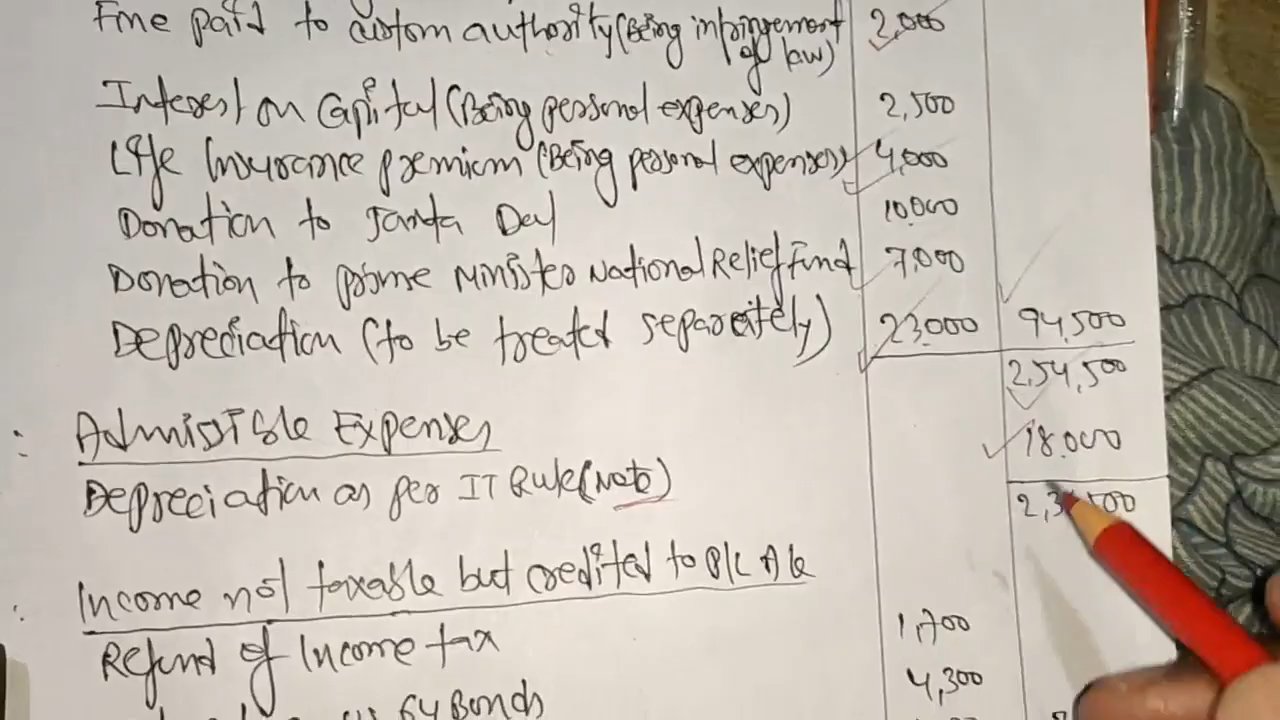 Fine paid to custom authority (Being infringement of law) 2,000
Interest on Capital (Being personal expenses) 2,500
Life Insurance premium (Being personal expenses) 4,000
Donation to Janta Dal 10,000
Donation to prime Minister National Relief Fund 7,000
Depreciation (to be treated separately) 23,000 94,500
2,54,500
: Admissible Expenses 18,000
Depreciation as per IT Rule (Note)
Income not taxable but credited to P/L A/c
Refund of Income tax 1,700
Bonds 4,300